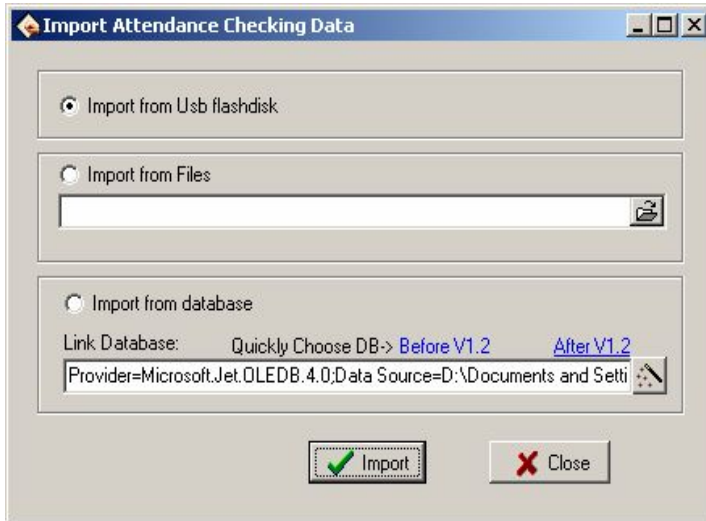 Import Attendance Checking Data
Import from Usb flashdisk
Import from Files
Import from database
Link Database: Quickly Choose DB-> Before V1.2 After V1.2
Provider=Microsoft.Jet.OLEDB.4.0;Data Source=D:\Documents and Setti
Import Close